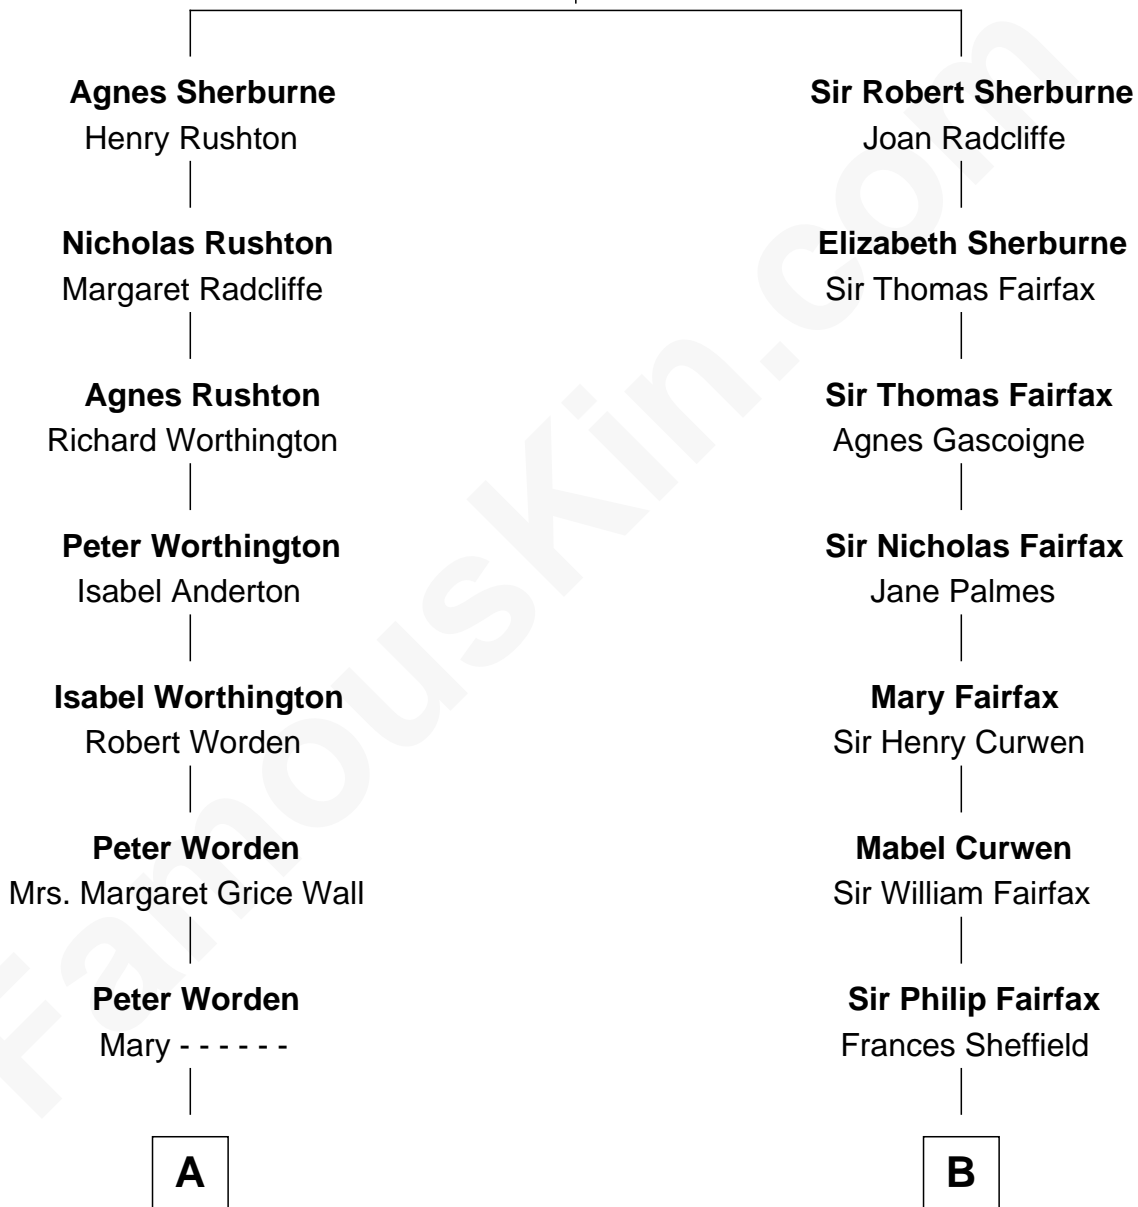 Agnes Sherburne
Henry Rushton
Sir Robert Sherburne
Joan Radcliffe
Nicholas Rushton
Margaret Radcliffe
Elizabeth Sherburne
Sir Thomas Fairfax
Agnes Rushton
Richard Worthington
Sir Thomas Fairfax
Agnes Gascoigne
Peter Worthington
Isabel Anderton
Sir Nicholas Fairfax
Jane Palmes
Isabel Worthington
Robert Worden
Mary Fairfax
Sir Henry Curwen
Peter Worden
Mrs. Margaret Grice Wall
Mabel Curwen
Sir William Fairfax
Peter Worden
Mary - - - - - -
Sir Philip Fairfax
Frances Sheffield
A
B
FamousKin.com